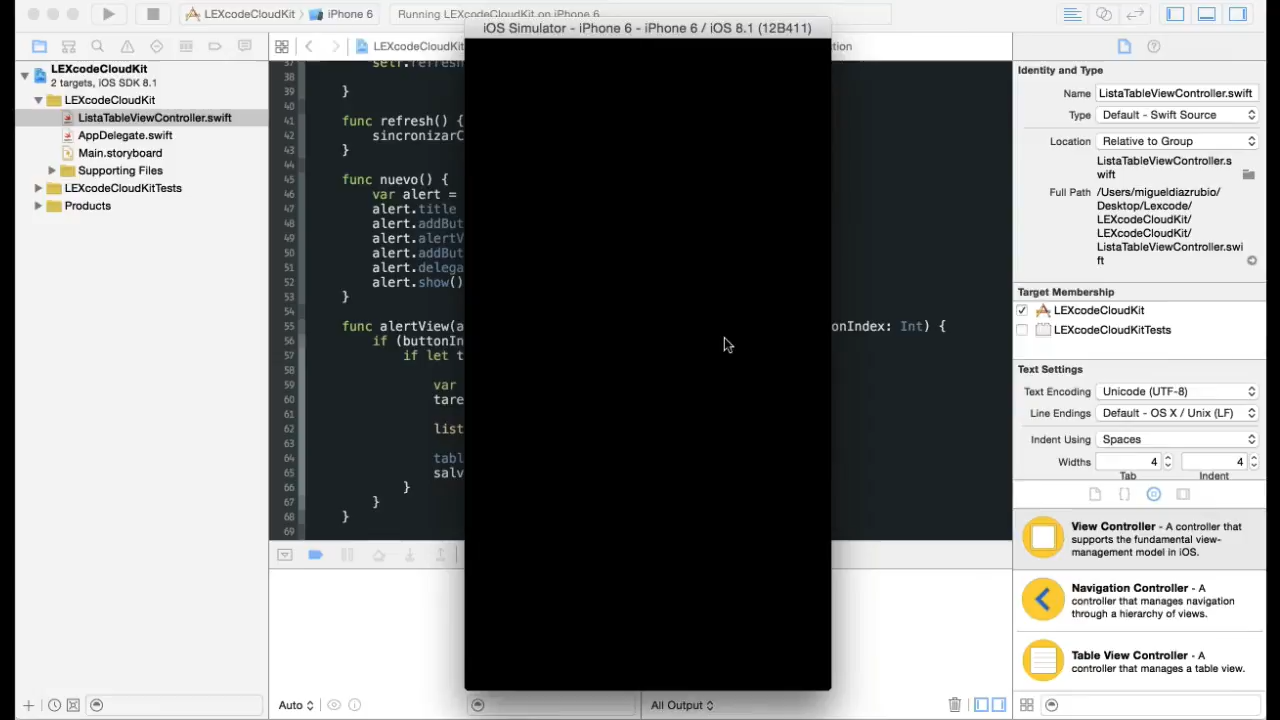 LEXcodeCloudKit
iPhone 6
Running LEXcodeCloudKit on iPhone 6
iOS Simulator - iPhone 6 - iPhone 6 / iOS 8.1 (12B411)
LEXcodeCloudKit
2 targets, iOS SDK 8.1
LEXcodeCloudKit
ListaTableViewController.swift
AppDelegate.swift
Main.storyboard
Supporting Files
LEXcodeCloudKitTests
Products
LEXcodeCloudKit
37 self.refresh
38
39 }
40
41 func refresh() {
42 sincronizarC
43 }
44
45 func nuevo() {
46 var alert =
47 alert.title
48 alert.addBut
49 alert.alertV
50 alert.addBut
51 alert.delega
52 alert.show()
53 }
54
55 func alertView(a onIndex: Int) {
56 if (buttonIn
57 if let t
58
59 var
60 tare
61
62 list
63
64 tabl
65 salv
66 }
67 }
68 }
69
Auto
All Output
Identity and Type
Name ListaTableViewController.swift
Type Default - Swift Source
Location Relative to Group
ListaTableViewController.s
wift
Full Path /Users/migueldiazrubio/
Desktop/Lexcode/
LEXcodeCloudKit/
LEXcodeCloudKit/
ListaTableViewController.swi
ft
Target Membership
LEXcodeCloudKit
LEXcodeCloudKitTests
Text Settings
Text Encoding Unicode (UTF-8)
Line Endings Default - OS X / Unix (LF)
Indent Using Spaces
Widths 4 4
Tab Indent
View Controller - A controller that
supports the fundamental view-
management model in iOS.
Navigation Controller - A
controller that manages navigation
through a hierarchy of views.
Table View Controller - A
controller that manages a table view.